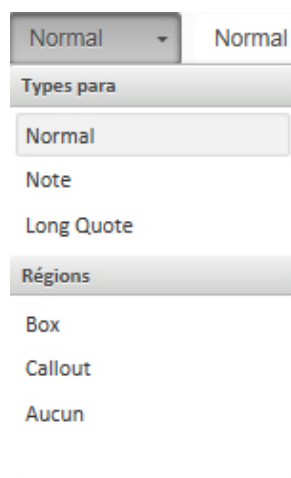 Normal Normal
Types para
Normal
Note
Long Quote
Régions
Box
Callout
Aucun